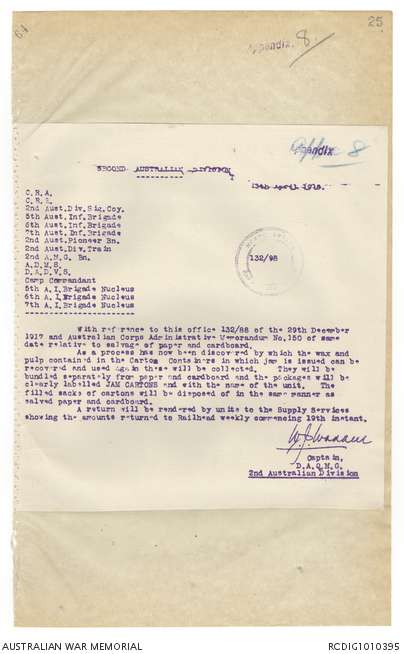 64
25
Appendix. 8.
Appendix
App 8
SECOND AUSTRALIAN DIVISION
13th April 1918.
C.R.A.
C.R.E.
2nd Aust.Div.Sig.Coy.
5th Aust.Inf.Brigade
6th Aust.Inf.Brigade
7th Aust.Inf.Brigade
2nd Aust.Pioneer Bn.
2nd Aust.Div.Train
2nd A.M.G. Bn
A.D.M.S.
D.A.D.V.S.
Camp Commandant
5th A.I.Brigade Nucleus
6th A.I.Brigade Nucleus
7th A.I.Brigade Nucleus
132/98
With reference to this office 132/88 of the 29th December
1917 and Australian Corps Administrative Memorandum No.150 of same
date relative to salvage of paper and cardboard.
As a process has now been discovered by which the wax and
pulp contained in the Carton Containers in which jam is issued can be
recovered and used again these will be collected. They will be
bundled separately from paper and cardboard and the packages will be
clearly labelled JAM CARTONS and with the name of the unit. The
filled sacks of cartons will be disposed of in the same manner as
salved paper and cardboard.
A return will be rendered by units to the Supply Services
showing the amounts returned to Railhead weekly commencing 19th instant.
Captain,
D.A.Q.M.G.
2nd Australian Division
AUSTRALIAN WAR MEMORIAL
RCDIG1010395